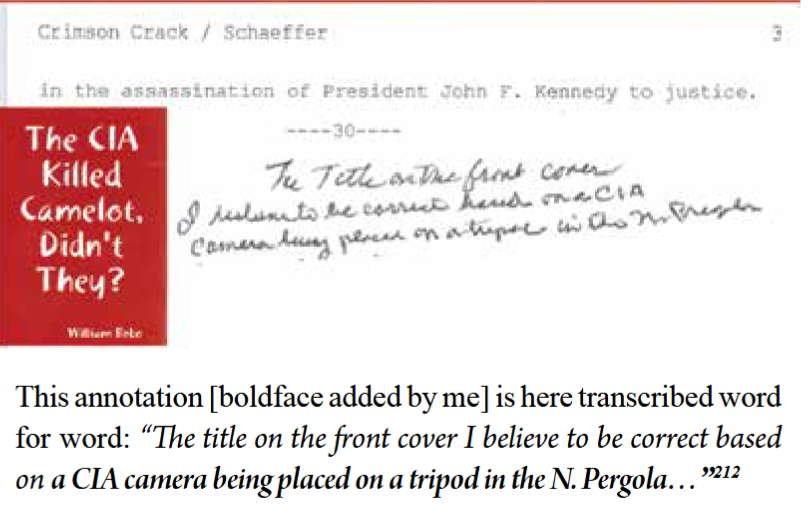 Crimson Crack / Schaeffer 3
in the assassination of President John F. Kennedy to justice.
----30----
The CIA
Killed
Camelot,
Didn't
They?
William Bebe
The Title on the front cover
I believe to be correct based on a CIA
Camera being placed on a tripod in the N. Pergola
This annotation [boldface added by me] is here transcribed word
for word: “The title on the front cover I believe to be correct based
on a CIA camera being placed on a tripod in the N. Pergola…”212